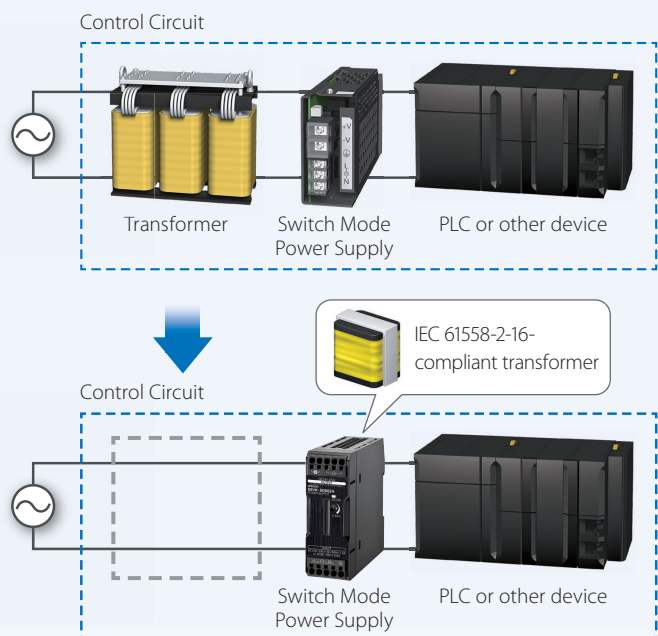 Control Circuit
+V
-V
L
N
Transformer
Switch Mode
Power Supply
PLC or other device
IEC 61558-2-16-
compliant transformer
Control Circuit
Switch Mode
Power Supply
PLC or other device